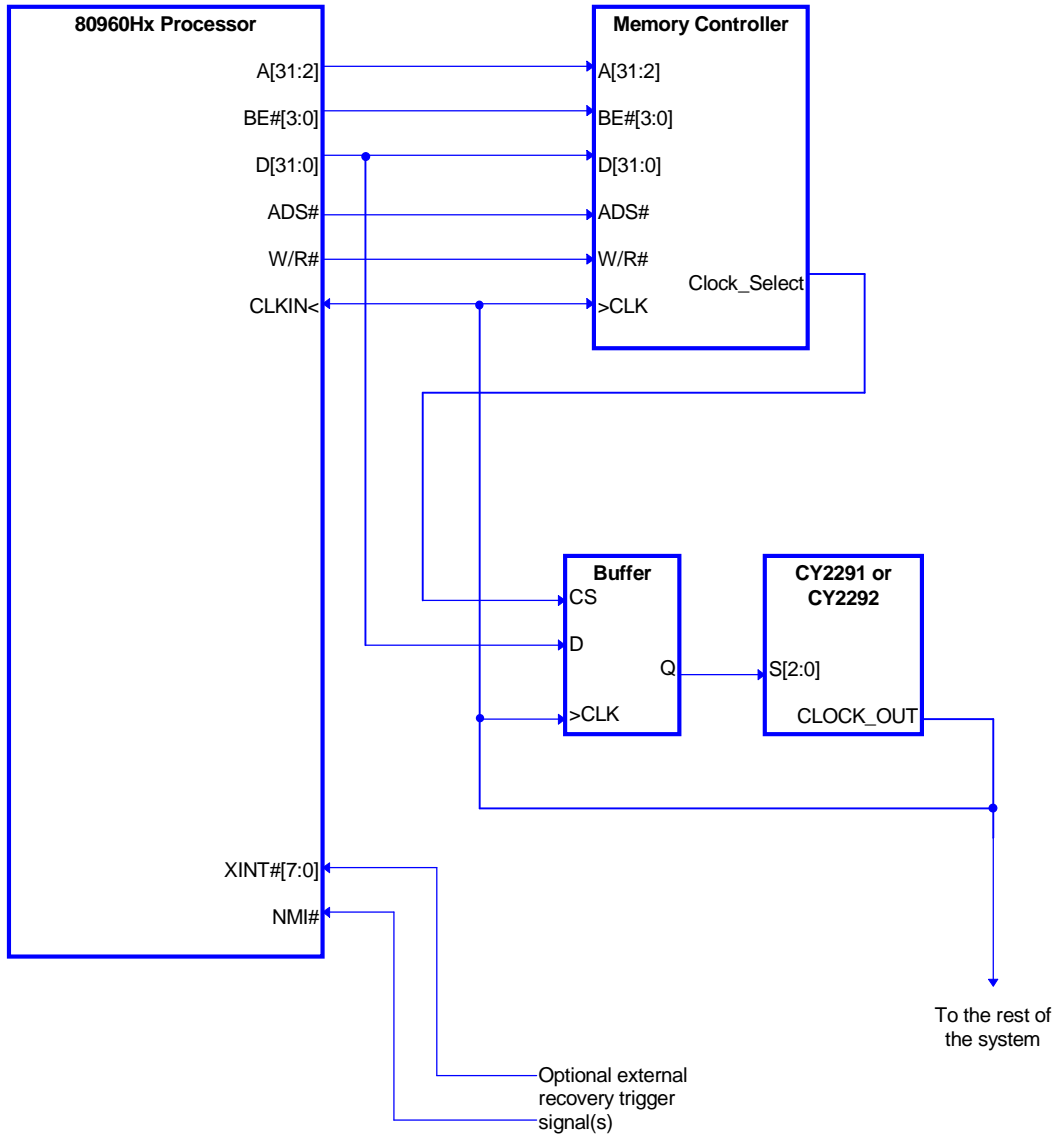 80960Hx Processor
A[31:2]
BE#[3:0]
D[31:0]
ADS#
W/R#
CLKIN<
XINT#[7:0]
NMI#
Memory Controller
A[31:2]
BE#[3:0]
D[31:0]
ADS#
W/R#
Clock_Select
>CLK
Buffer
CS
D
Q
>CLK
CY2291 or
CY2292
S[2:0]
CLOCK_OUT
To the rest of
the system
Optional external
recovery trigger
signal(s)